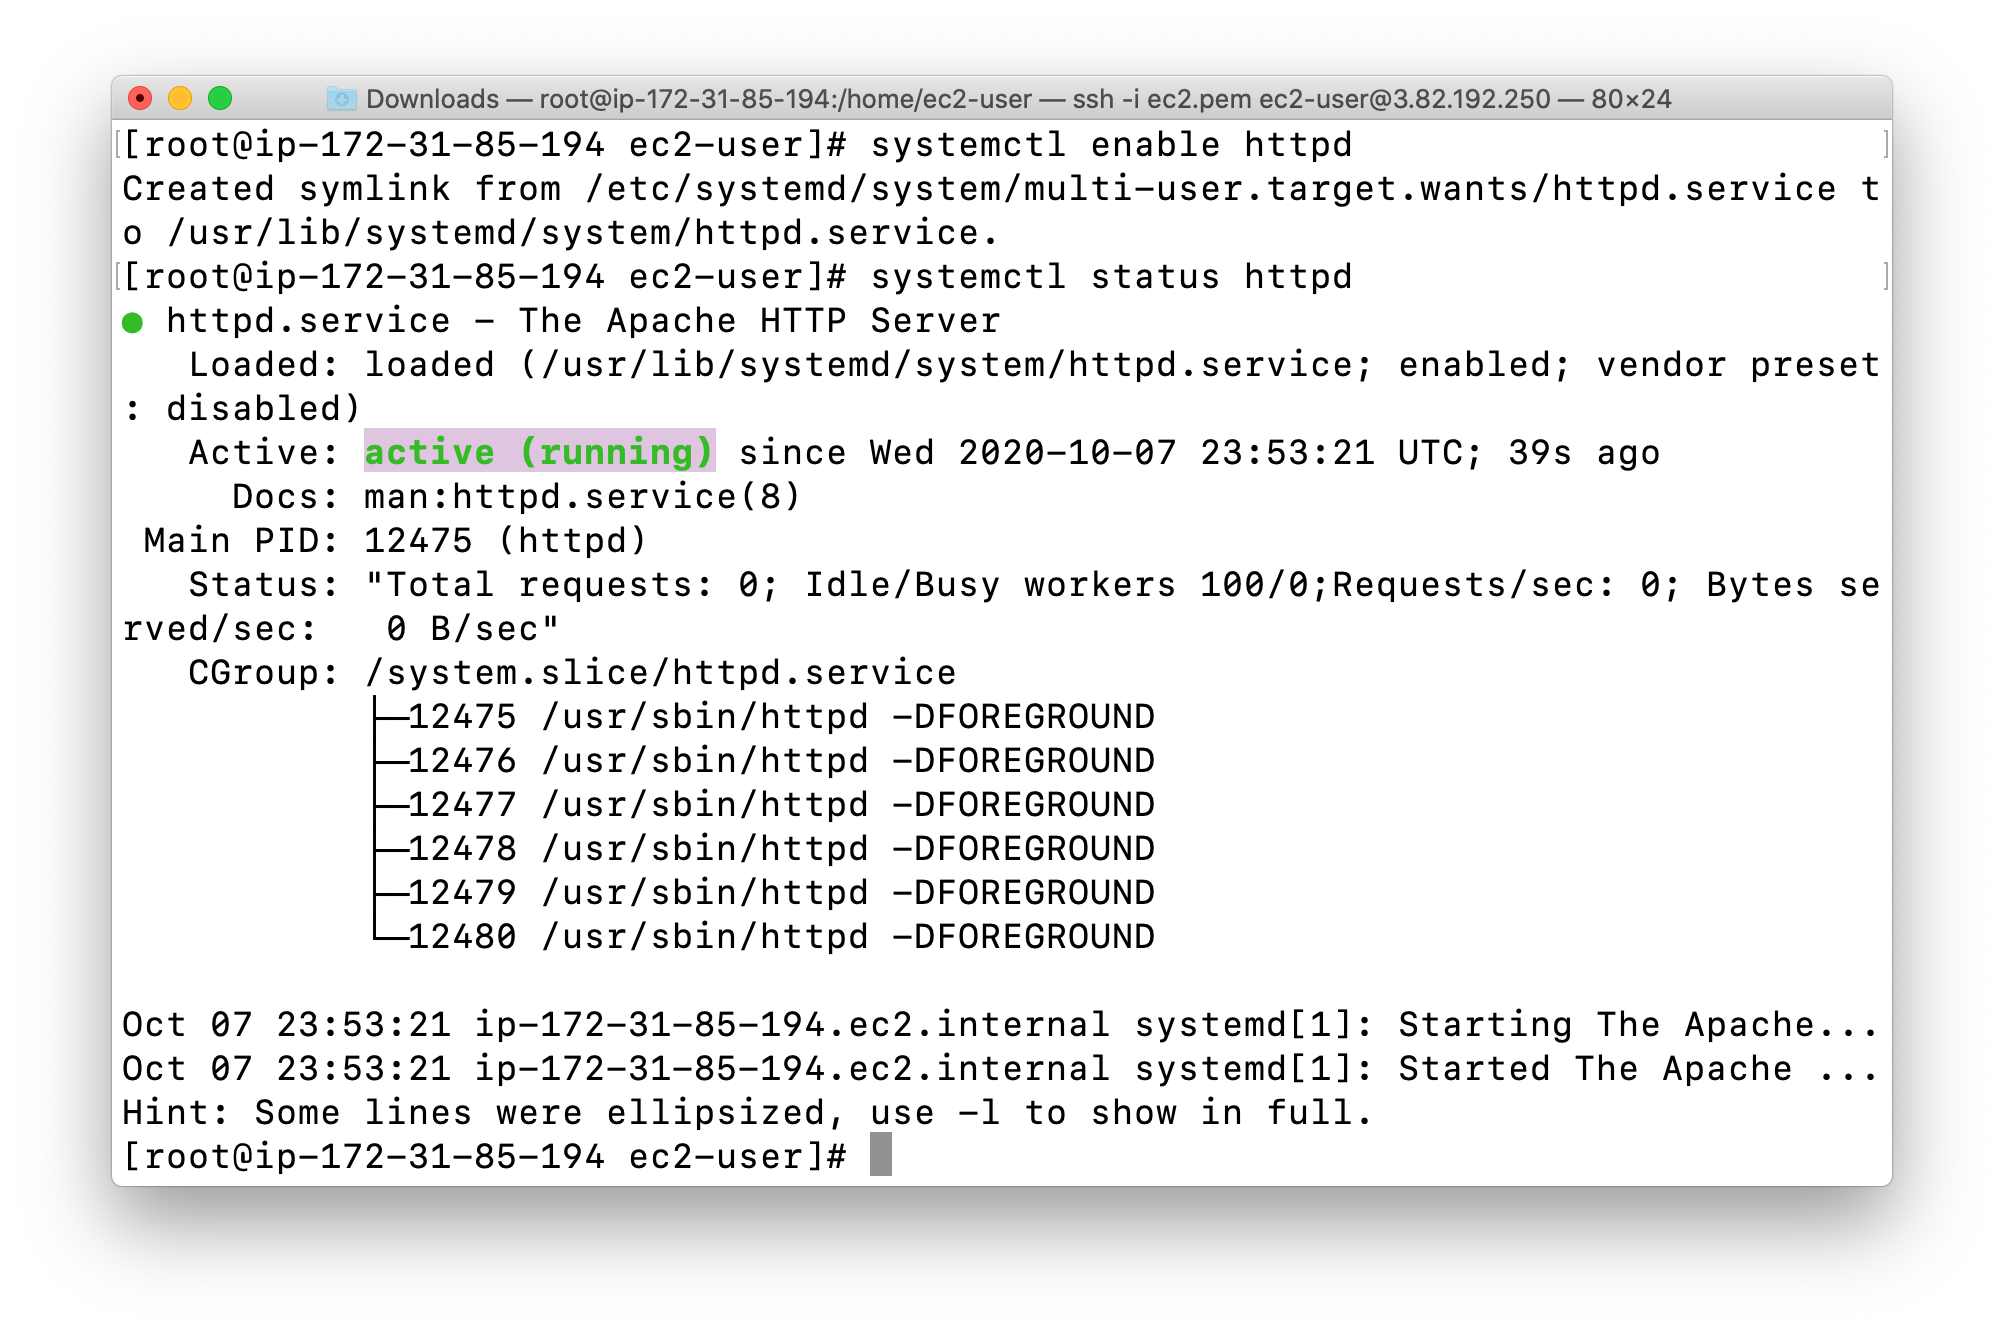 Downloads — root@ip-172-31-85-194:/home/ec2-user — ssh -i ec2.pem ec2-user@3.82.192.250 — 80×24
[root@ip-172-31-85-194 ec2-user]# systemctl enable httpd
Created symlink from /etc/systemd/system/multi-user.target.wants/httpd.service t
o /usr/lib/systemd/system/httpd.service.
[root@ip-172-31-85-194 ec2-user]# systemctl status httpd
● httpd.service - The Apache HTTP Server
   Loaded: loaded (/usr/lib/systemd/system/httpd.service; enabled; vendor preset
: disabled)
   Active: active (running) since Wed 2020-10-07 23:53:21 UTC; 39s ago
     Docs: man:httpd.service(8)
 Main PID: 12475 (httpd)
   Status: "Total requests: 0; Idle/Busy workers 100/0;Requests/sec: 0; Bytes se
rved/sec:   0 B/sec"
   CGroup: /system.slice/httpd.service
           ├─12475 /usr/sbin/httpd -DFOREGROUND
           ├─12476 /usr/sbin/httpd -DFOREGROUND
           ├─12477 /usr/sbin/httpd -DFOREGROUND
           ├─12478 /usr/sbin/httpd -DFOREGROUND
           ├─12479 /usr/sbin/httpd -DFOREGROUND
           └─12480 /usr/sbin/httpd -DFOREGROUND
Oct 07 23:53:21 ip-172-31-85-194.ec2.internal systemd[1]: Starting The Apache...
Oct 07 23:53:21 ip-172-31-85-194.ec2.internal systemd[1]: Started The Apache ...
Hint: Some lines were ellipsized, use -l to show in full.
[root@ip-172-31-85-194 ec2-user]#